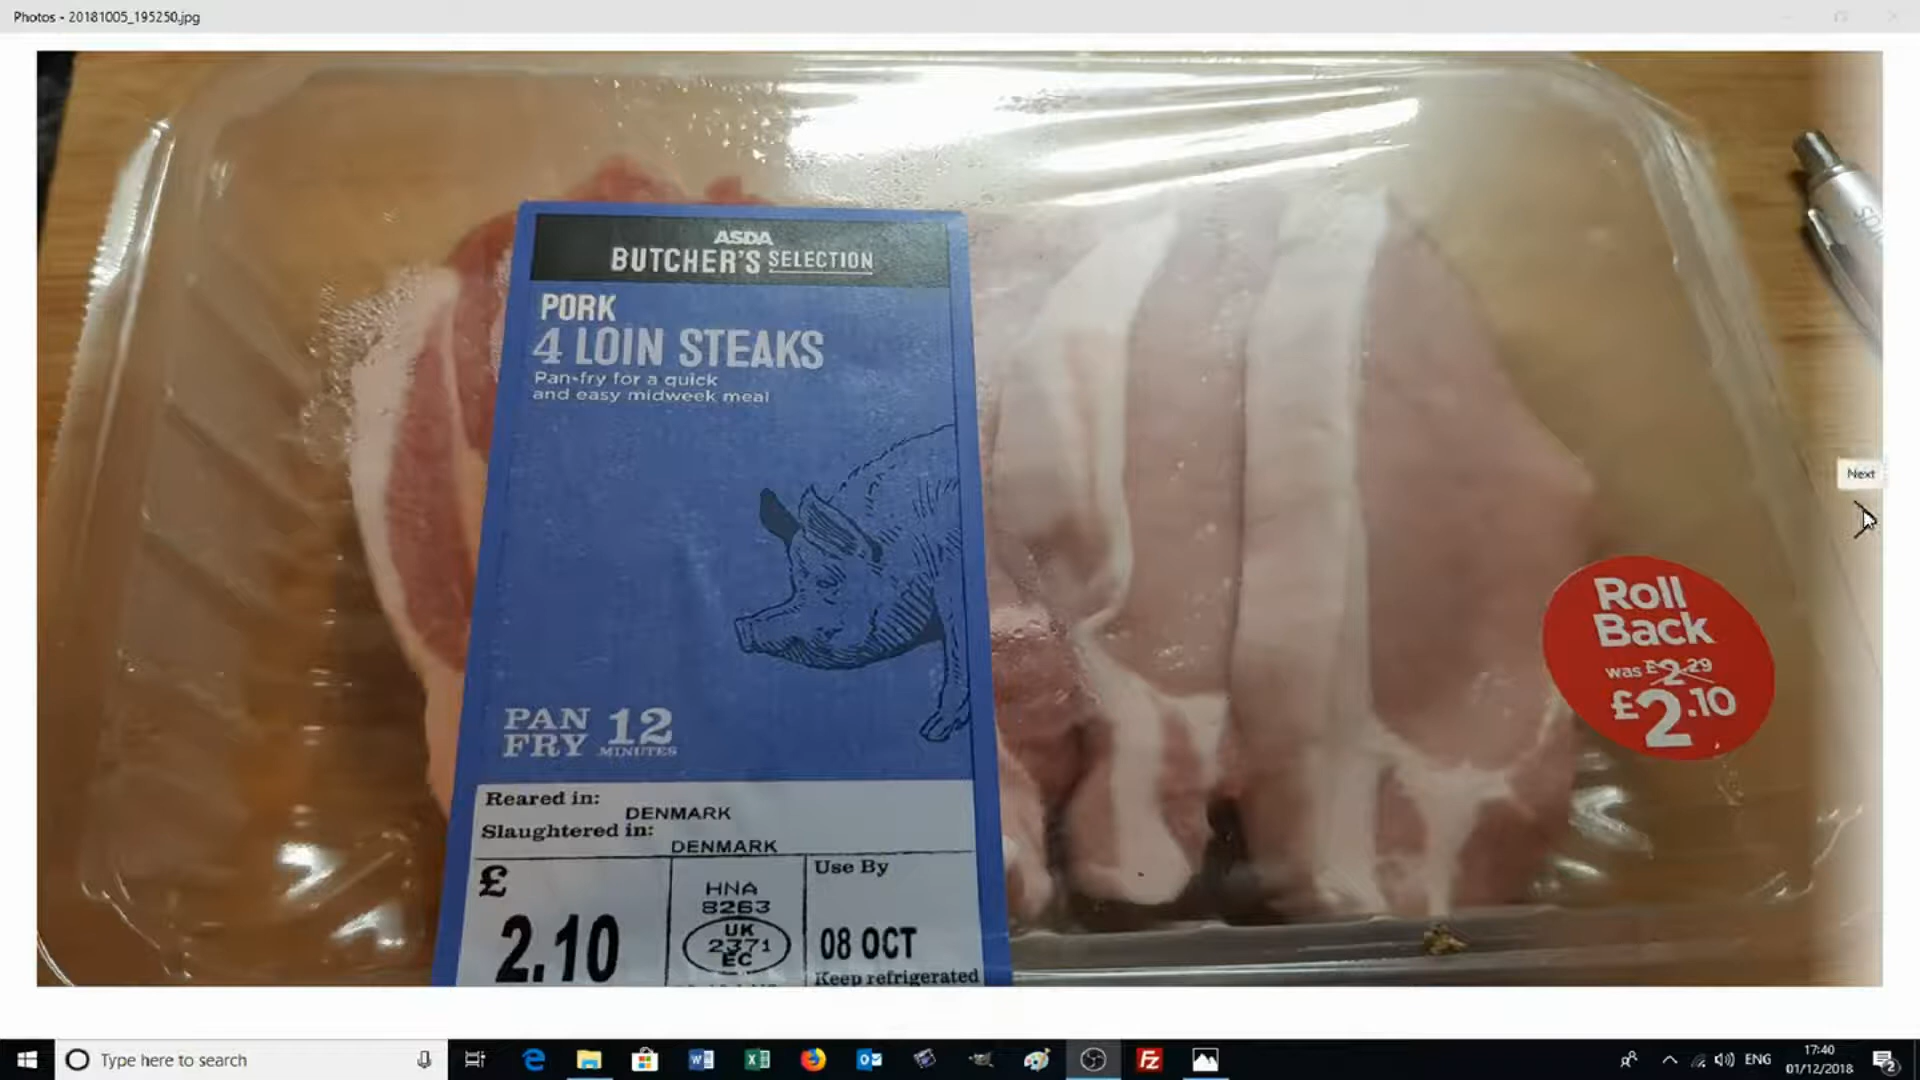 Photos - 20181005_195250.jpg
ASDA
BUTCHER'S SELECTION
PORK
4 LOIN STEAKS
Pan-fry for a quick
and easy midweek meal
PAN FRY 12 MINUTES
Reared in:
DENMARK
Slaughtered in:
DENMARK
£
2.10
HNA
8263
UK
2371
EC
Use By
08 OCT
Keep refrigerated
Roll
Back
was £2.29
£2.10
Next
Type here to search
ENG
17:40
01/12/2018
2